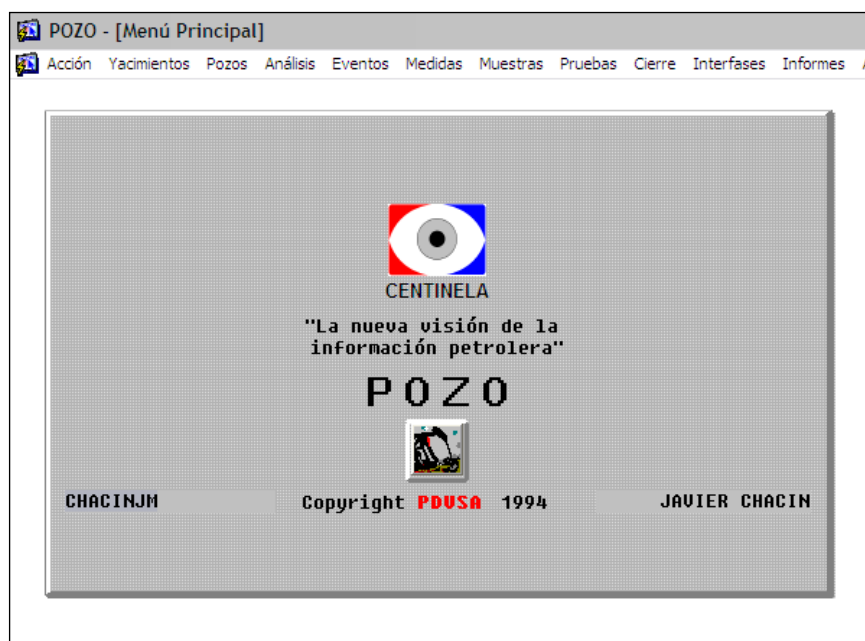 POZO - [Menú Principal]
Acción Yacimientos Pozos Análisis Eventos Medidas Muestras Pruebas Cierre Interfases Informes
CENTINELA
"La nueva visión de la
información petrolera"
POZO
CHACINJM Copyright PDVSA 1994 JAVIER CHACIN